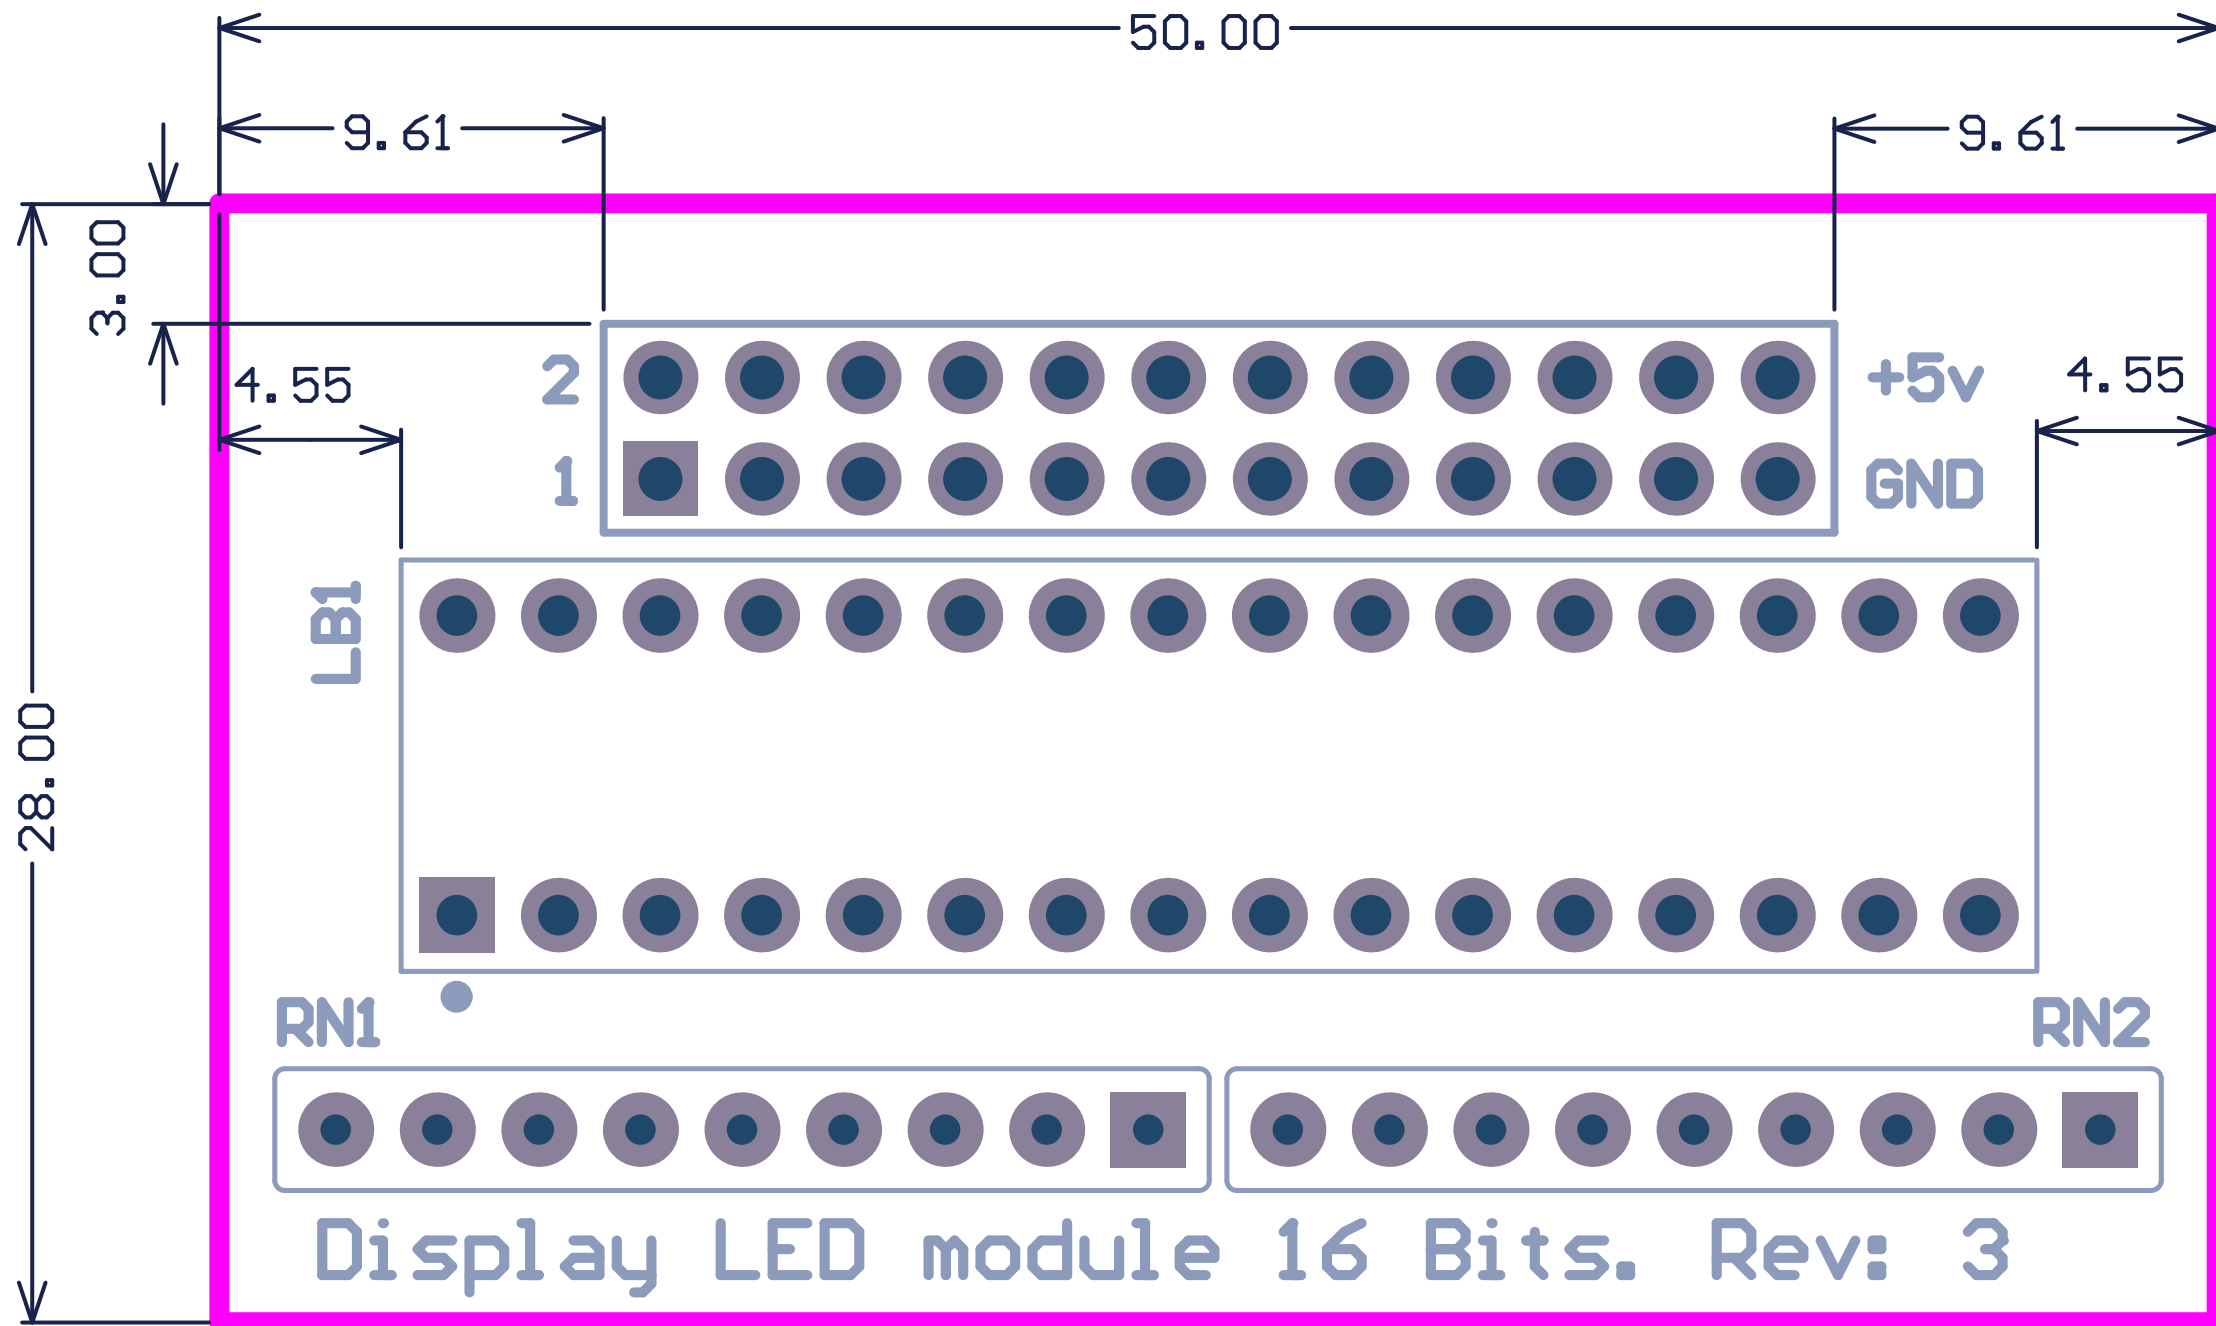 50.00
9.61
9.61
3.00
4.55
2
+5v
4.55
1
GND
LB1
28.00
RN1
RN2
Display LED module 16 Bits. Rev: 3